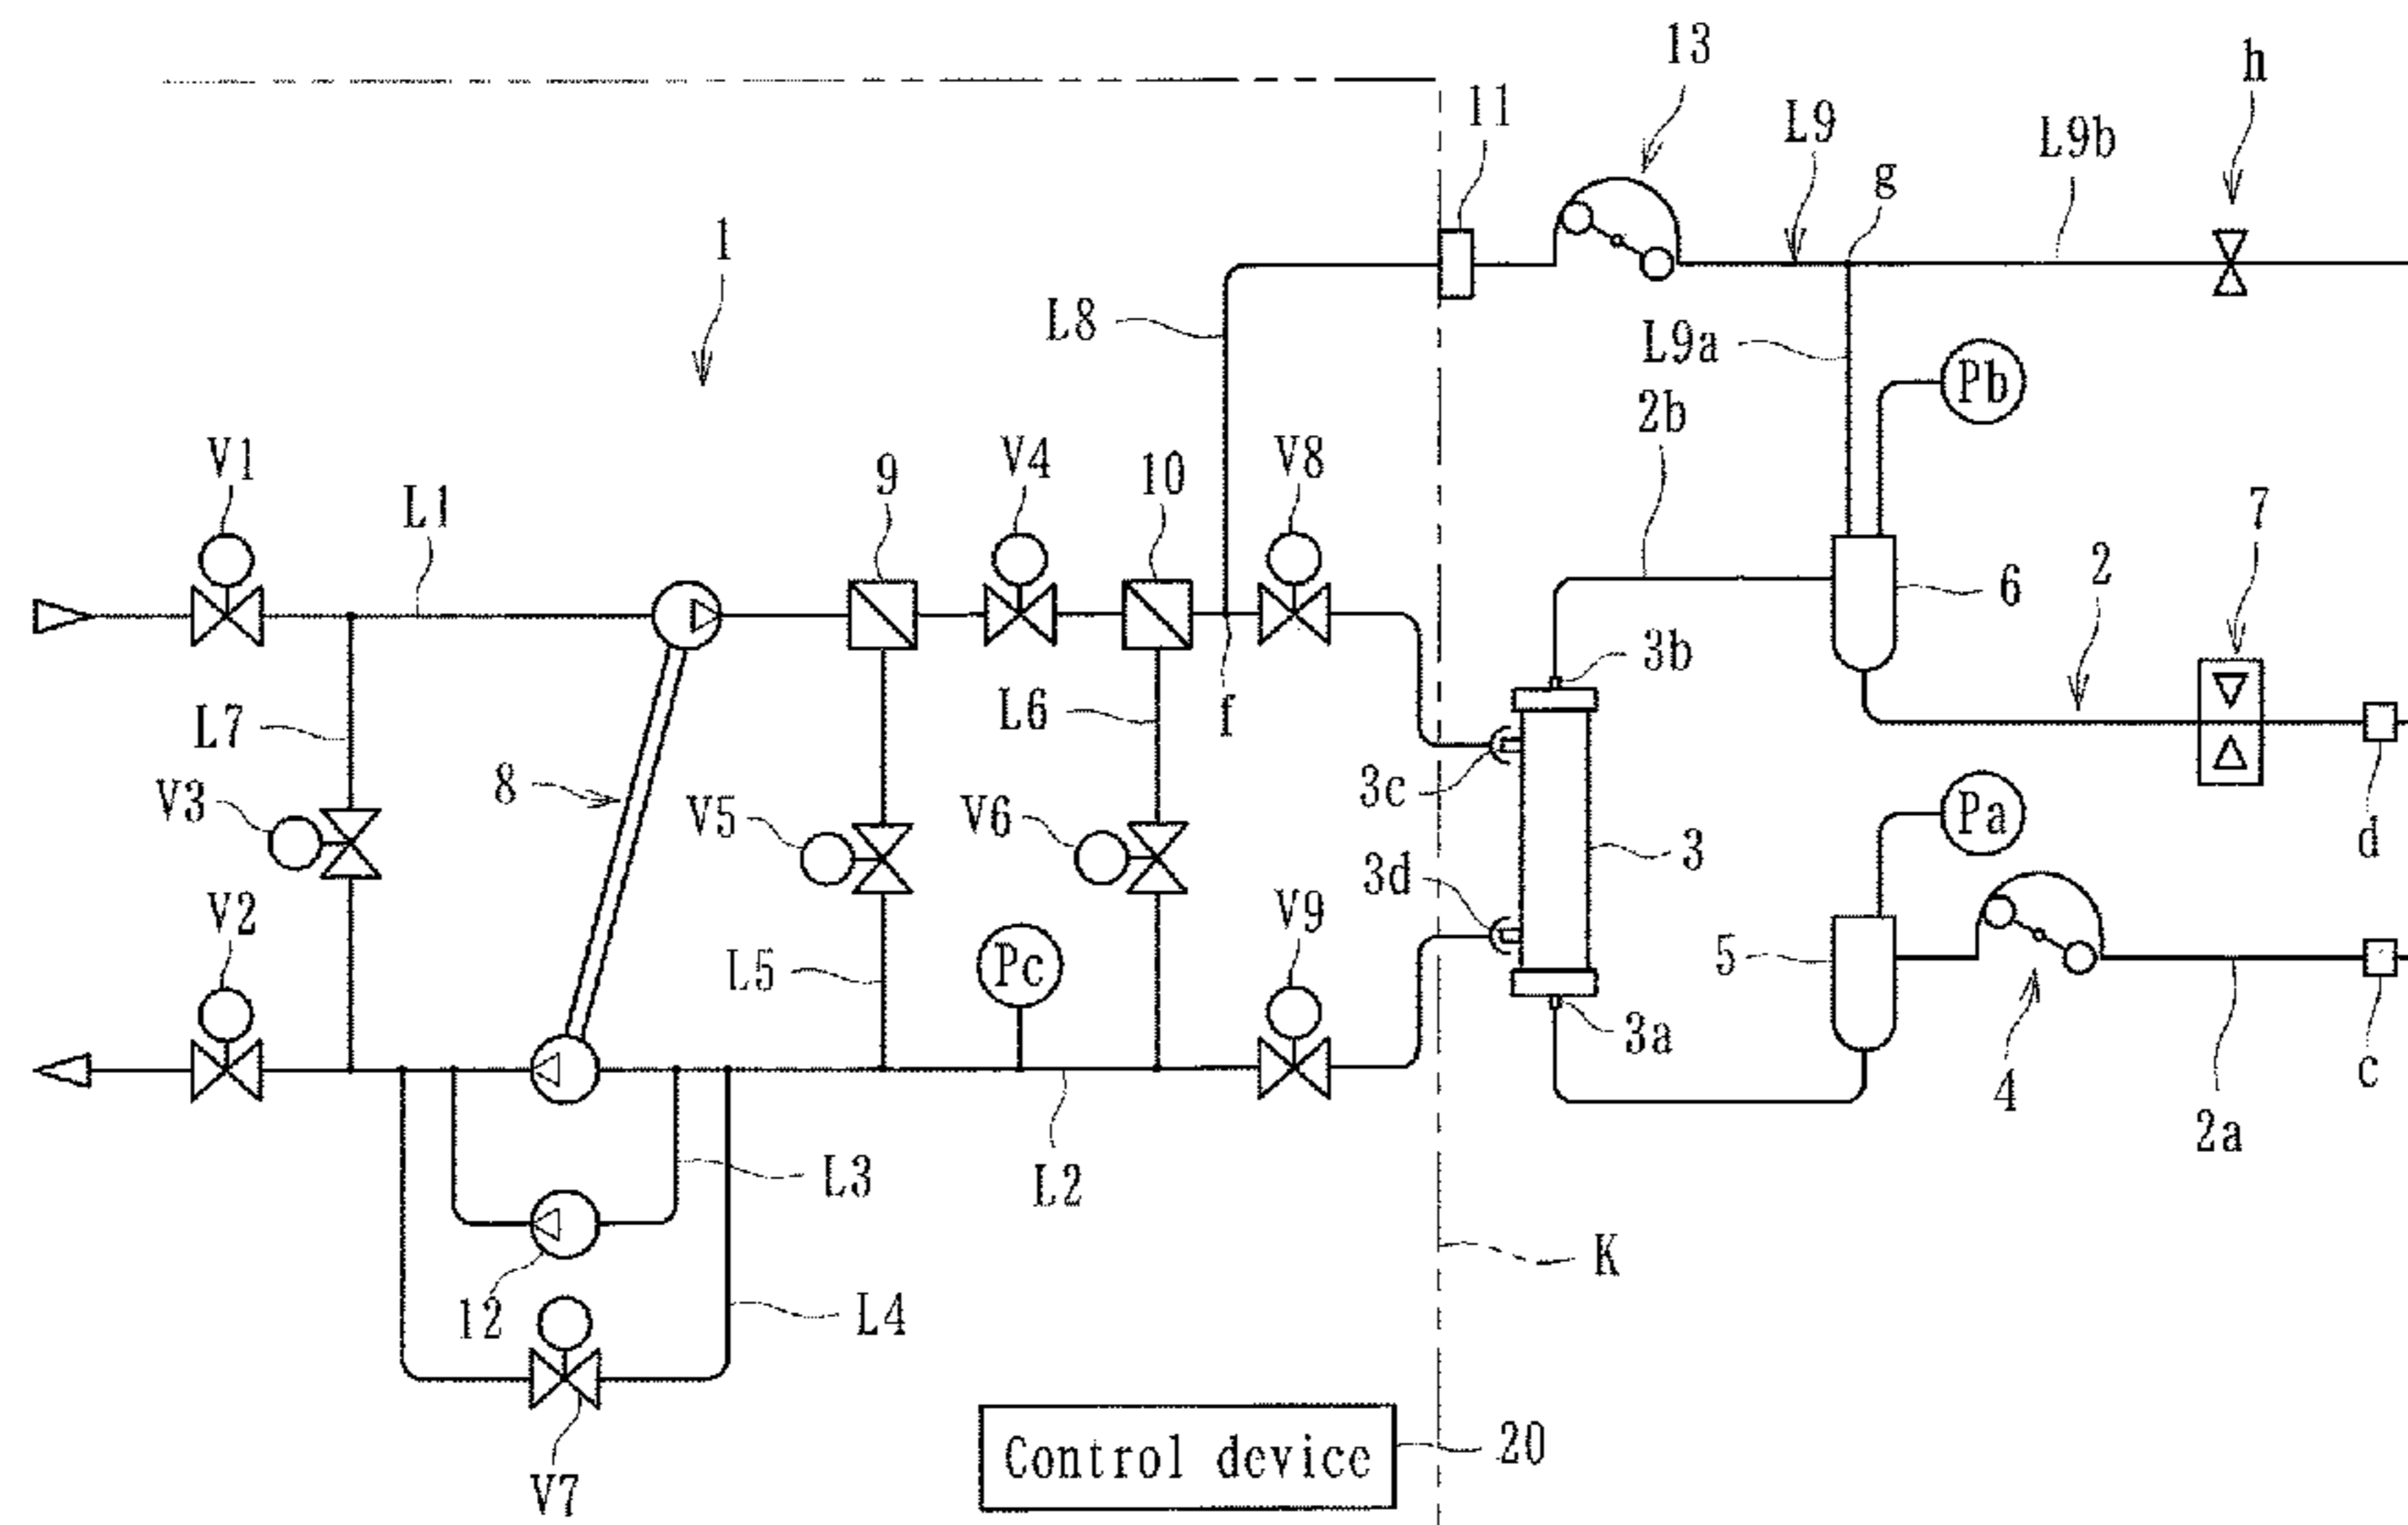 13
h
11
L9
L9b
g
1
L8
L9a
Pb
2b
V1
L1
9
V4
10
V8
7
2
6
3b
L7
L6
f
8
3c
V3
V5
V6
3
Pa
d
3d
V2
L5
Pc
V9
5
3a
4
c
2a
L3
L2
K
12
L4
Control device
20
V7